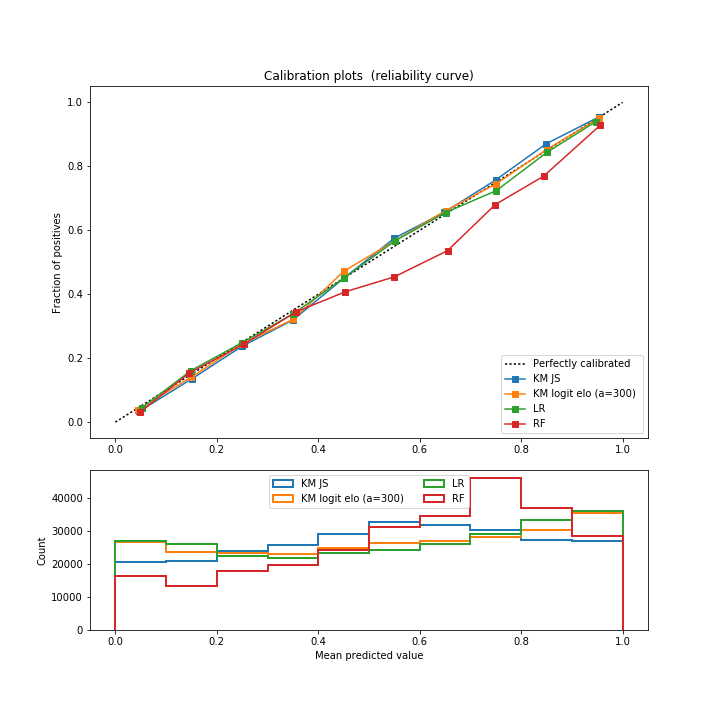 Calibration plots  (reliability curve)
1.0
0.8
0.6
0.4
0.2
0.0
Fraction of positives
Perfectly calibrated
KM JS
KM logit elo (a=300)
LR
RF
0.0 0.2 0.4 0.6 0.8 1.0
KM JS LR
KM logit elo (a=300) RF
40000
30000
20000
10000
0
Count
0.0 0.2 0.4 0.6 0.8 1.0
Mean predicted value